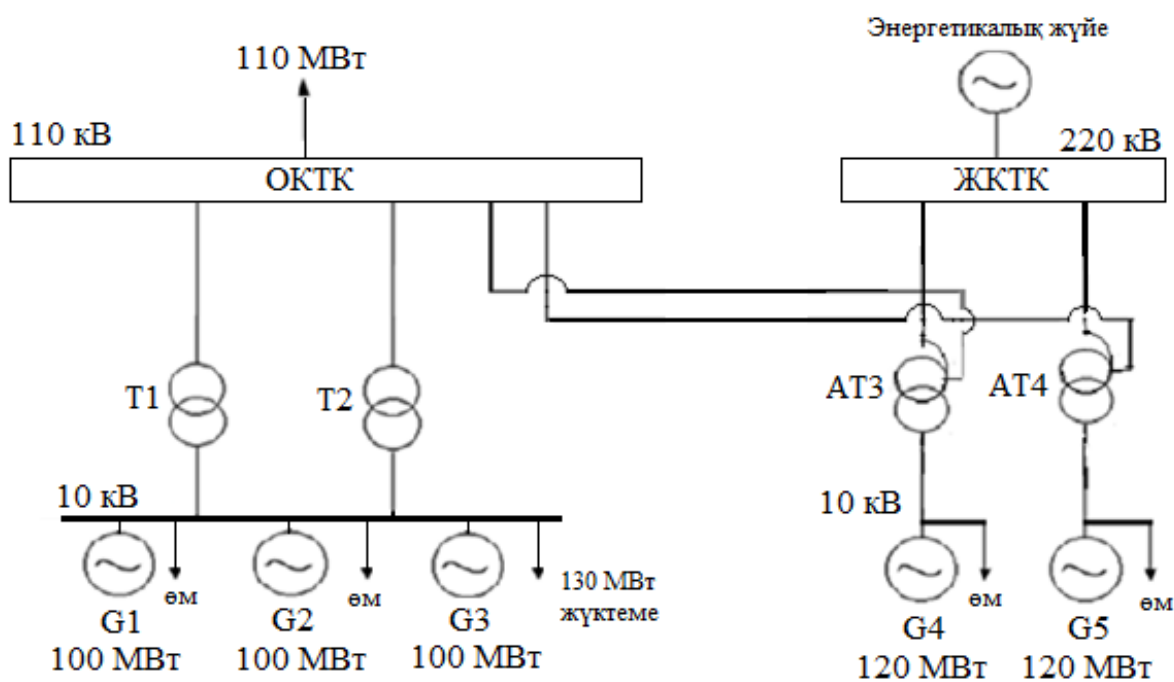 Энергетикалық жүйе
110 МВт
110 кВ
220 кВ
ОКТК
ЖКТК
Т1
Т2
АТ3
АТ4
10 кВ
10 кВ
өм
өм
130 МВт
жүктеме
өм
өм
G1
G2
G3
G4
G5
100 МВт
100 МВт
100 МВт
120 МВт
120 МВт